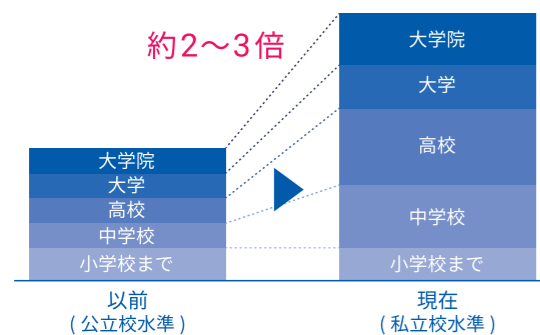 約2〜3倍
大学院
大学
高校
中学校
小学校まで
以前
(公立校水準)
大学院
大学
高校
中学校
小学校まで
現在
(私立校水準)